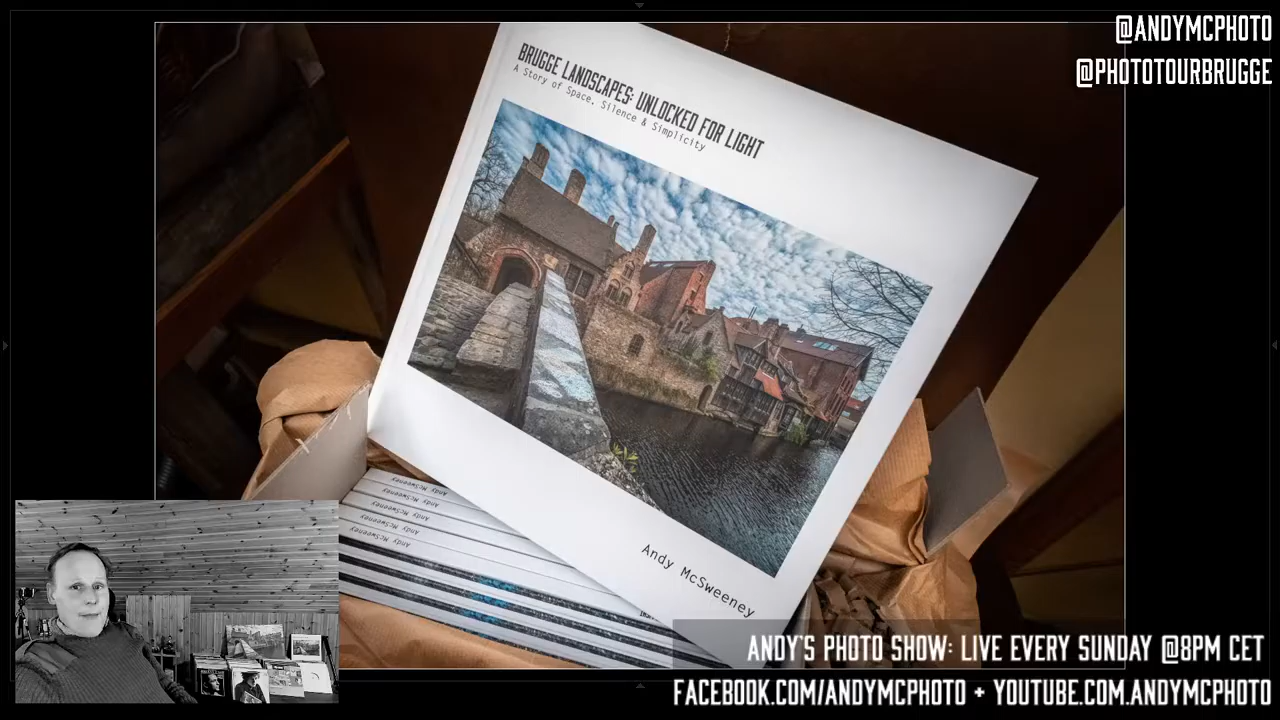 @ANDYMCPHOTO
@PHOTOTOURBRUGGE
BRUGGE LANDSCAPES: UNLOCKED FOR LIGHT
A Story of Space, Silence & Simplicity
Andy McSweeney
Andy McSweeney
Andy McSweeney
Andy McSweeney
Andy McSweeney
ANDY'S PHOTO SHOW: LIVE EVERY SUNDAY @8PM CET
FACEBOOK.COM/ANDYMCPHOTO + YOUTUBE.COM.ANDYMCPHOTO